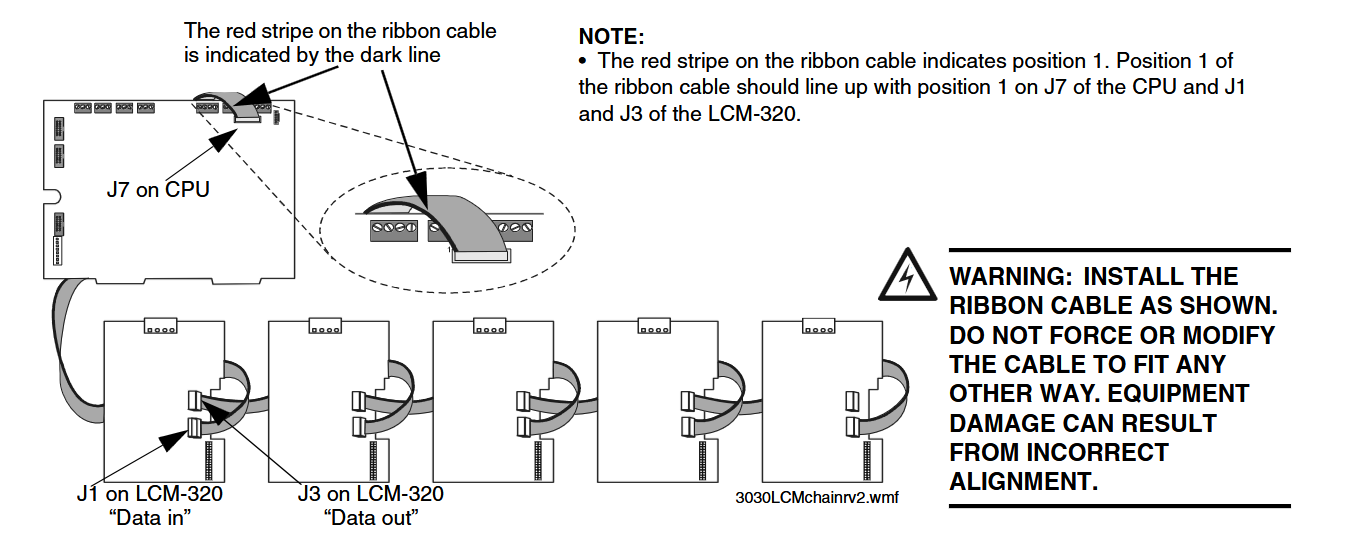 The red stripe on the ribbon cable
is indicated by the dark line
NOTE:
• The red stripe on the ribbon cable indicates position 1. Position 1 of
the ribbon cable should line up with position 1 on J7 of the CPU and J1
and J3 of the LCM-320.
J7 on CPU
1
WARNING: INSTALL THE
RIBBON CABLE AS SHOWN.
DO NOT FORCE OR MODIFY
THE CABLE TO FIT ANY
OTHER WAY. EQUIPMENT
DAMAGE CAN RESULT
FROM INCORRECT
ALIGNMENT.
J1 on LCM-320
“Data in”
J3 on LCM-320
“Data out”
3030LCMchainrv2.wmf